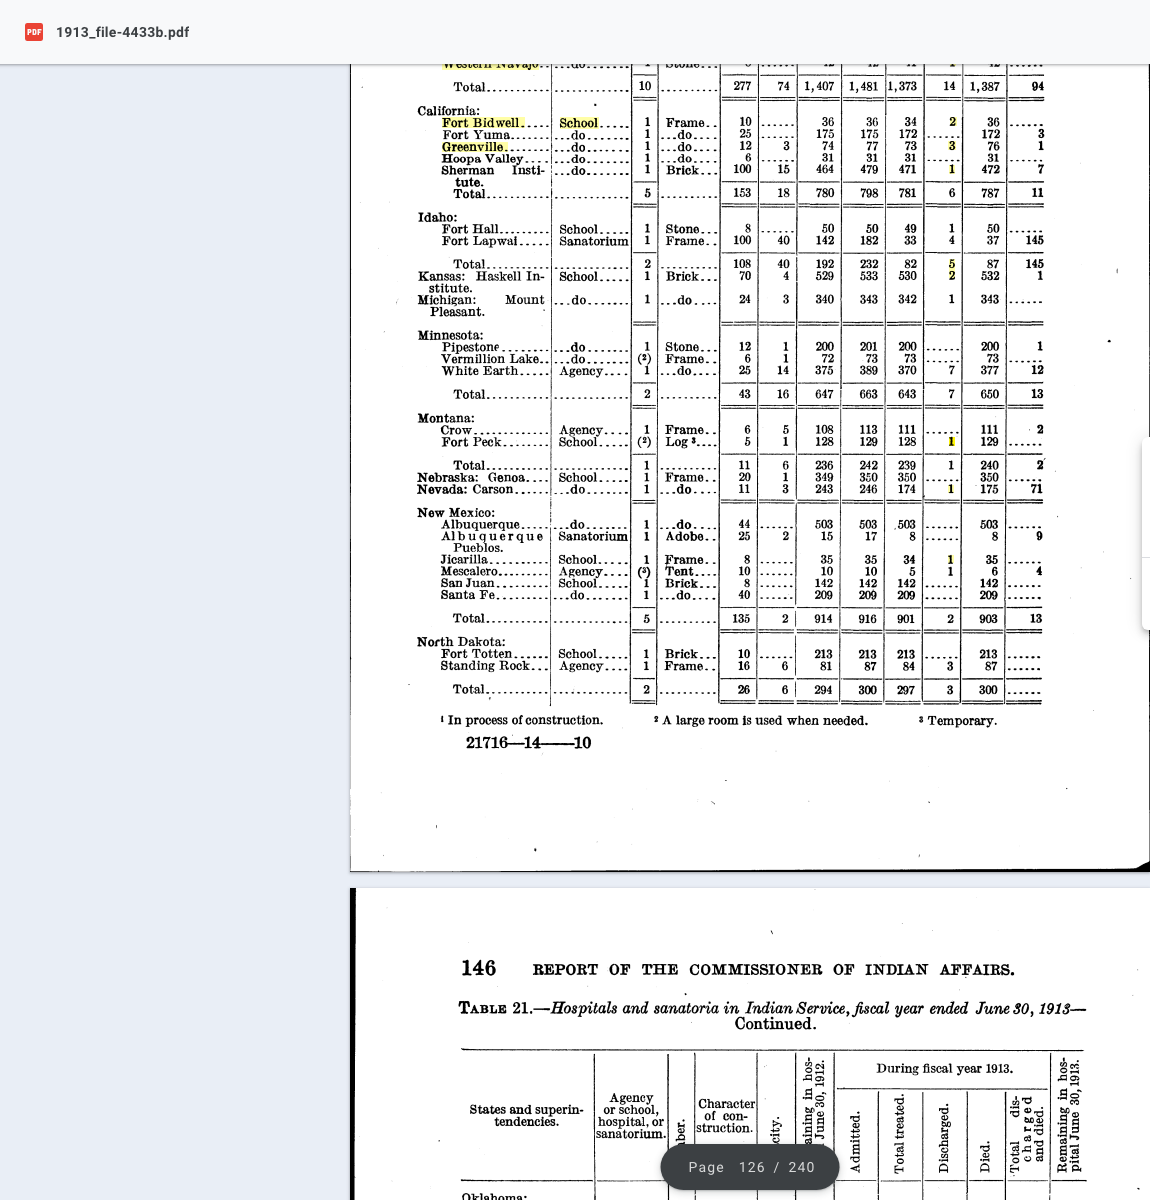 PDF 1913_file-4433b.pdf
Western Navajo.. ...do....... 1 Stone...
Total.......... ............ 10 .......... 277 74 1,407 1,481 1,373 14 1,387 94
California:
Fort Bidwell..... School..... 1 Frame.. 10 ...... 36 36 34 2 36 ......
Fort Yuma...... ...do....... 1 ...do.... 25 ...... 175 175 172 ...... 172 3
Greenville....... ...do....... 1 ...do.... 12 3 74 77 73 3 76 1
Hoopa Valley.... ...do....... 1 ...do.... 6 ...... 31 31 31 ...... 31 ......
Sherman Insti- ...do....... 1 Brick... 100 15 464 479 471 1 472 7
tute.
Total.......... ............ 5 .......... 153 18 780 798 781 6 787 11
Idaho:
Fort Hall........ School..... 1 Stone... 8 ...... 50 50 49 1 50 ......
Fort Lapwai..... Sanatorium 1 Frame.. 100 40 142 182 33 4 37 145
Total.......... ............ 2 .......... 108 40 192 232 82 5 87 145
Kansas: Haskell In- School..... 1 Brick... 70 4 529 533 530 2 532 1
stitute.
Michigan: Mount ...do....... 1 ...do.... 24 3 340 343 342 1 343 ......
Pleasant.
Minnesota:
Pipestone....... ...do....... 1 Stone... 12 1 200 201 200 ...... 200 1
Vermillion Lake.. ...do....... (²) Frame.. 6 1 72 73 73 ...... 73 ......
White Earth..... Agency.... 1 ...do.... 25 14 375 389 370 7 377 12
Total.......... ............ 2 .......... 43 16 647 663 643 7 650 13
Montana:
Crow............ Agency.... 1 Frame.. 6 5 108 113 111 ...... 111 2
Fort Peck....... School..... (²) Log ³.... 5 1 128 129 128 1 129 ......
Total.......... ............ 1 .......... 11 6 236 242 239 1 240 2
Nebraska: Genoa.... School..... 1 Frame.. 20 1 349 350 350 ...... 350 ......
Nevada: Carson..... ...do....... 1 ...do.... 11 3 243 246 174 1 175 71
New Mexico:
Albuquerque.... ...do....... 1 ...do.... 44 ...... 503 503 503 ...... 503 ......
Albuquerque Sanatorium 1 Adobe.. 25 2 15 17 8 ...... 8 9
Pueblos.
Jicarilla......... School..... 1 Frame.. 8 ...... 35 35 34 1 35 ......
Mescalero........ Agency.... (³) Tent.... 10 ...... 10 10 5 1 6 4
San Juan........ School..... 1 Brick... 8 ...... 142 142 142 ...... 142 ......
Santa Fe........ ...do....... 1 ...do.... 40 ...... 209 209 209 ...... 209 ......
Total.......... ............ 5 .......... 135 2 914 916 901 2 903 13
North Dakota:
Fort Totten...... School..... 1 Brick... 10 ...... 213 213 213 ...... 213 ......
Standing Rock... Agency.... 1 Frame.. 16 6 81 87 84 3 87 ......
Total.......... ............ 2 .......... 26 6 294 300 297 3 300 ......
¹ In process of construction. ² A large room is used when needed. ³ Temporary.
21716—14——10
146 REPORT OF THE COMMISSIONER OF INDIAN AFFAIRS.
TABLE 21.—Hospitals and sanatoria in Indian Service, fiscal year ended June 30, 1913—
Continued.
States and superin-
tendencies.
Agency
or school,
hospital, or
sanatorium.
Character
of con-
struction.
During fiscal year 1913.
Admitted.
Total treated.
Discharged.
Died.
Total dis-
charged
and died.
Remaining in hos-
pital June 30, 1913.
June 30, 1912.
Page 126 / 240
Oklahoma: